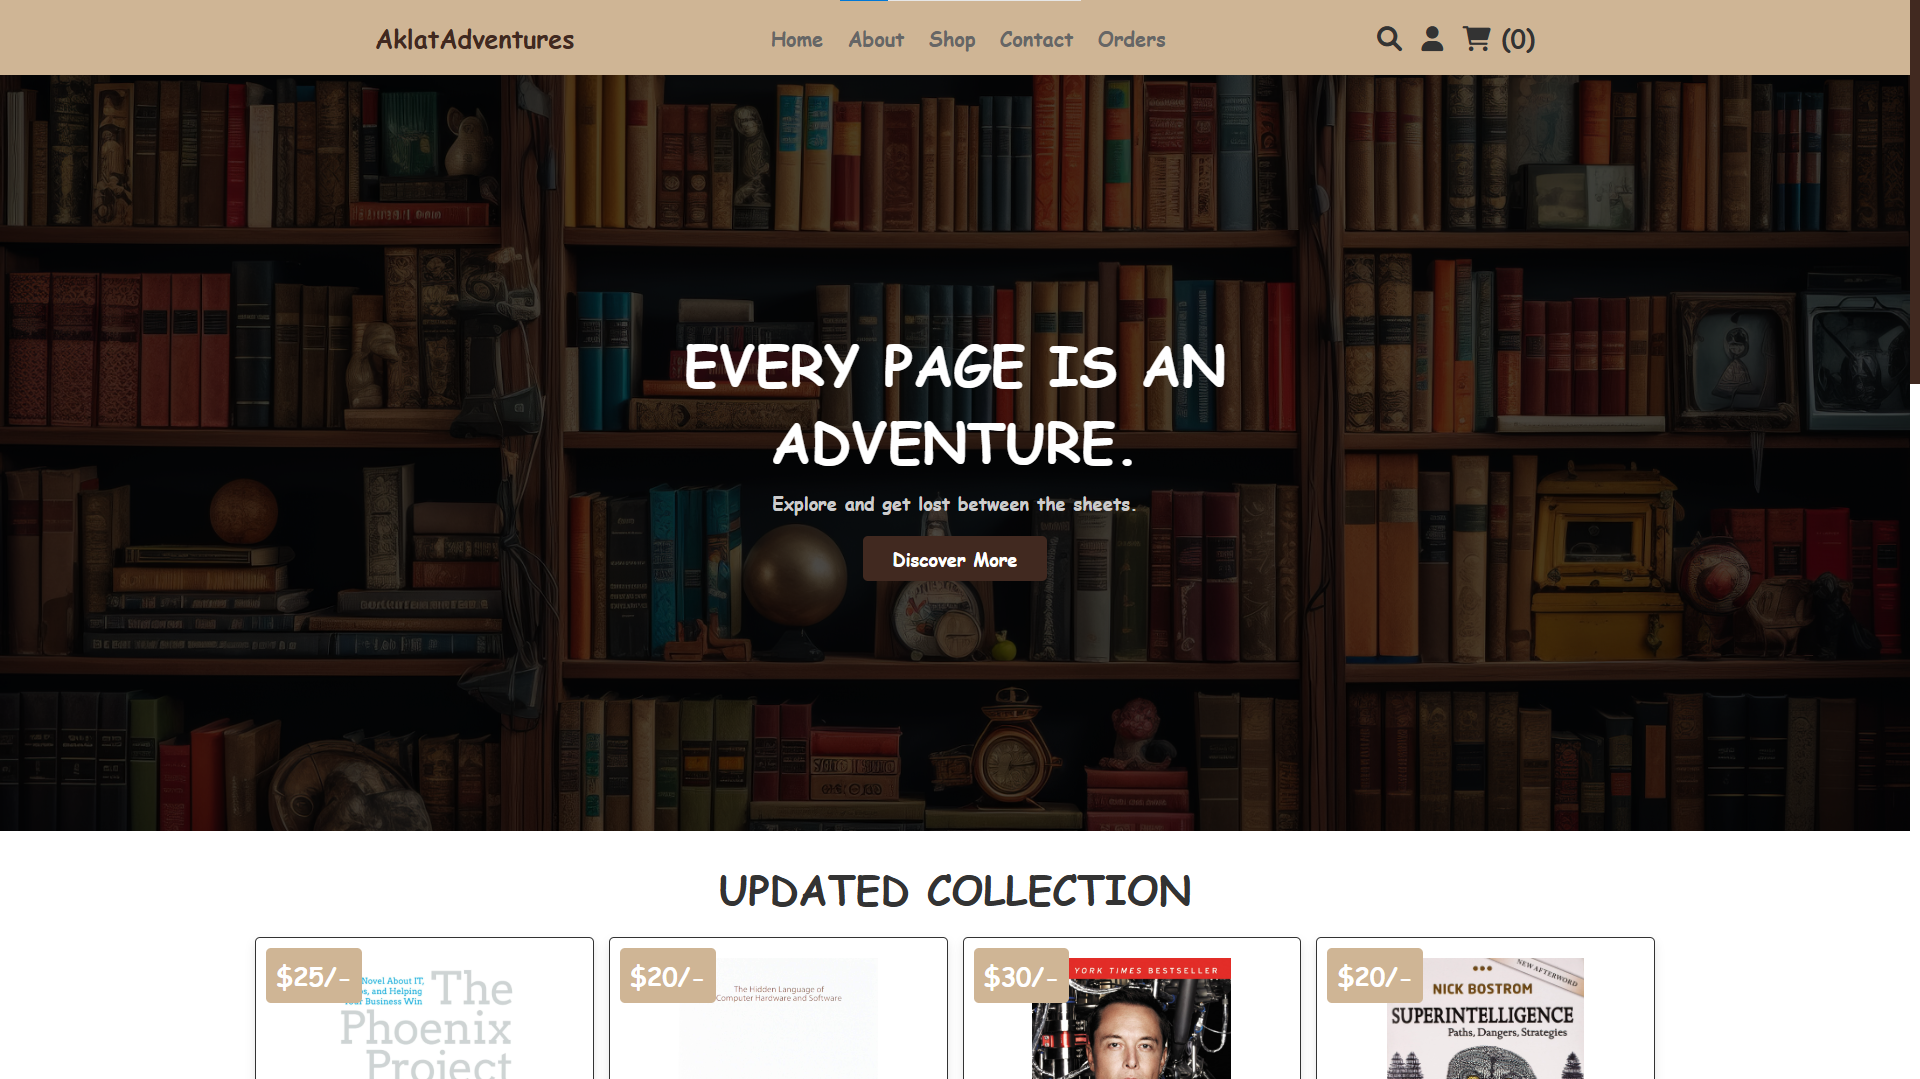 AklatAdventures
Home About Shop Contact Orders
(0)
EVERY PAGE IS AN
ADVENTURE.
Explore and get lost between the sheets.
Discover More
UPDATED COLLECTION
$25/-
Novel About IT,
and Helping
Business Win
The
Phoenix
Project
$20/-
The Hidden Language of
Computer Hardware and Software
$30/-
YORK TIMES BESTSELLER
$20/-
NEW AFTERWORD
NICK BOSTROM
SUPERINTELLIGENCE
Paths, Dangers, Strategies